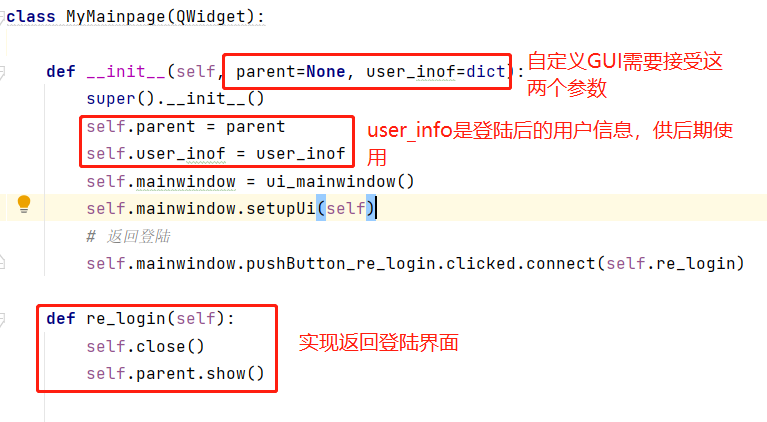 class MyMainpage(QWidget):
def __init__(self, parent=None, user_inof=dict):
自定义GUI需要接受这
两个参数
super().__init__()
self.parent = parent
self.user_inof = user_inof
user_info是登陆后的用户信息，供后期使
用
self.mainwindow = ui_mainwindow()
self.mainwindow.setupUi(self)
# 返回登陆
self.mainwindow.pushButton_re_login.clicked.connect(self.re_login)
def re_login(self):
self.close()
self.parent.show()
实现返回登陆界面